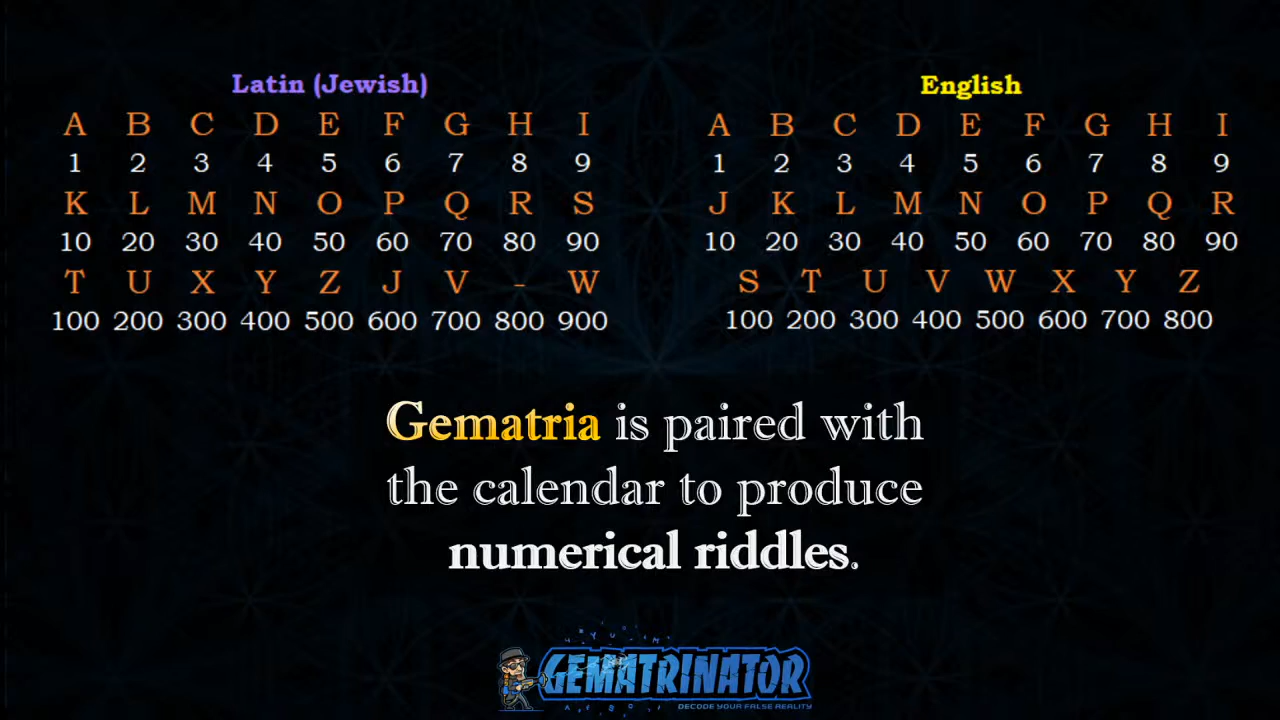 Latin (Jewish)
A B C D E F G H I
1 2 3 4 5 6 7 8 9
K L M N O P Q R S
10 20 30 40 50 60 70 80 90
T U X Y Z J V - W
100 200 300 400 500 600 700 800 900
English
A B C D E F G H I
1 2 3 4 5 6 7 8 9
J K L M N O P Q R
10 20 30 40 50 60 70 80 90
S T U V W X Y Z
100 200 300 400 500 600 700 800
Gematria is paired with
the calendar to produce
numerical riddles.
GEMATRINATOR
DECODE YOUR FALSE REALITY